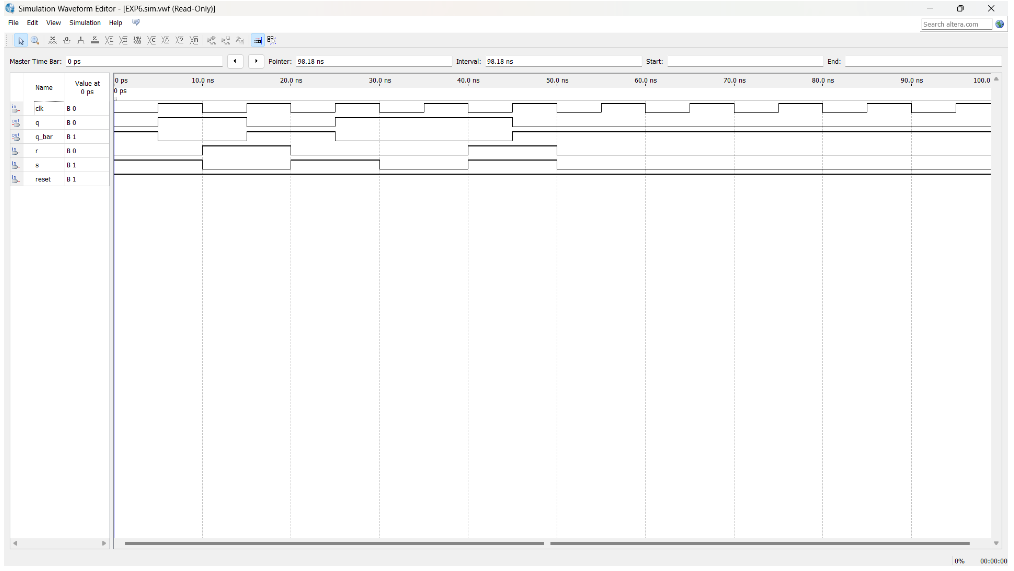 Simulation Waveform Editor - [EXP6.sim.vwf (Read-Only)]
File Edit View Simulation Help
Search altera.com
Master Time Bar: 0 ps Pointer: 98.18 ns Interval: 98.18 ns Start: End:
Name Value at 0 ps
0 ps 10.0 ns 20.0 ns 30.0 ns 40.0 ns 50.0 ns 60.0 ns 70.0 ns 80.0 ns 90.0 ns 100.0
0 ps
clk B 0
q B 0
q_bar B 1
r B 0
s B 1
reset B 1
0% 00:00:00